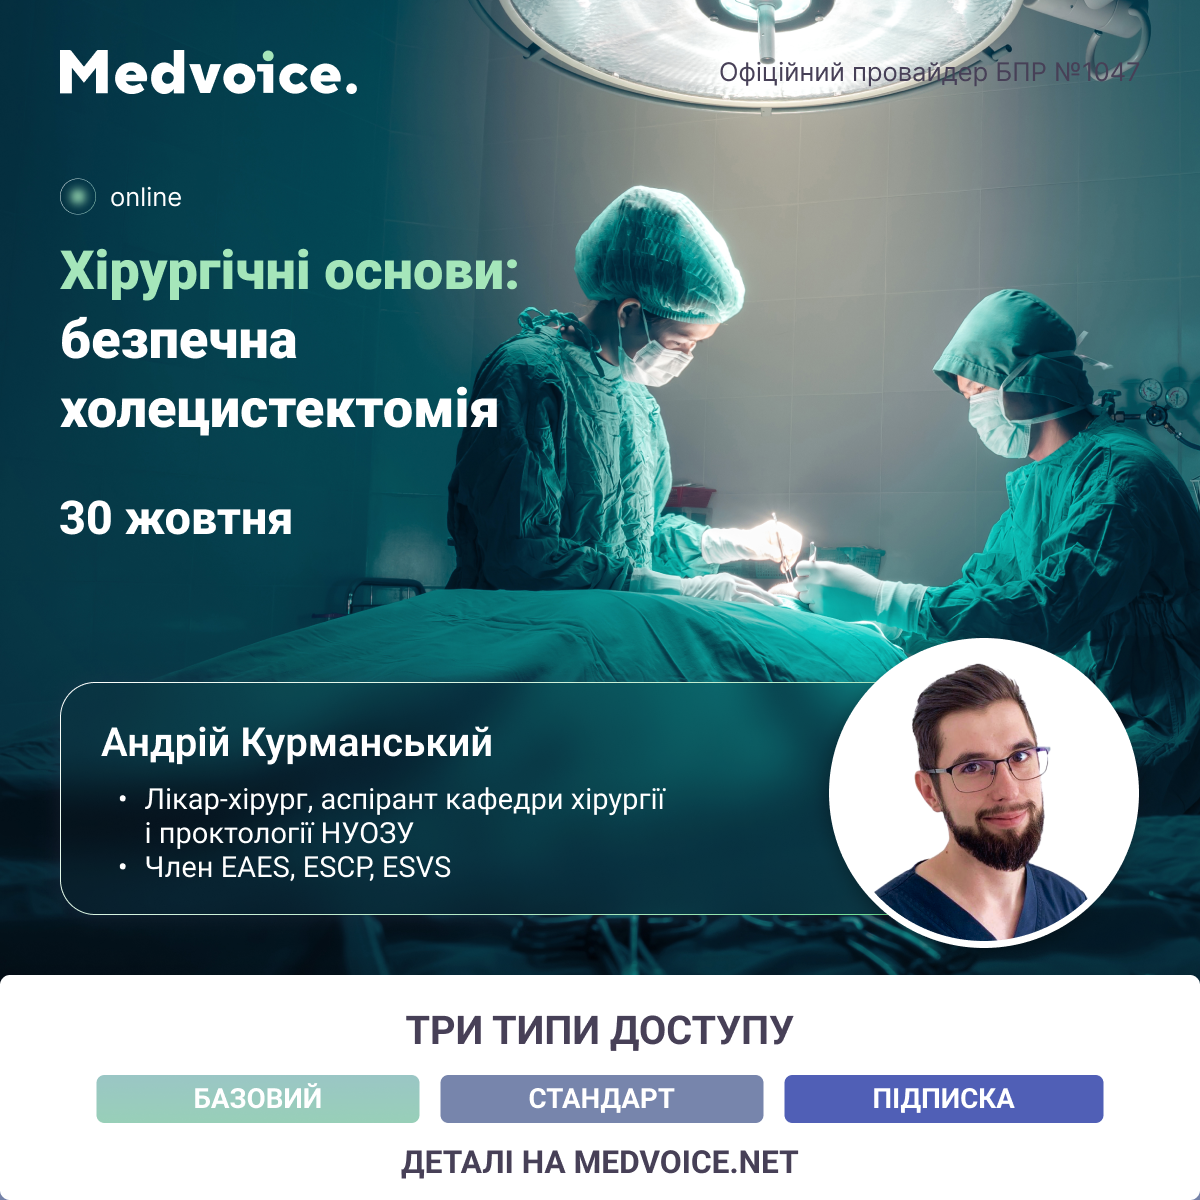 Medvoice.
Офіційний провайдер БПР №1047
online
Хірургічні основи:
безпечна
холецистектомія
30 жовтня
Андрій Курманський
• Лікар-хірург, аспірант кафедри хірургії
і проктології НУОЗУ
• Член EAES, ESCP, ESVS
ТРИ ТИПИ ДОСТУПУ
БАЗОВИЙ
СТАНДАРТ
ПІДПИСКА
ДЕТАЛІ НА MEDVOICE.NET